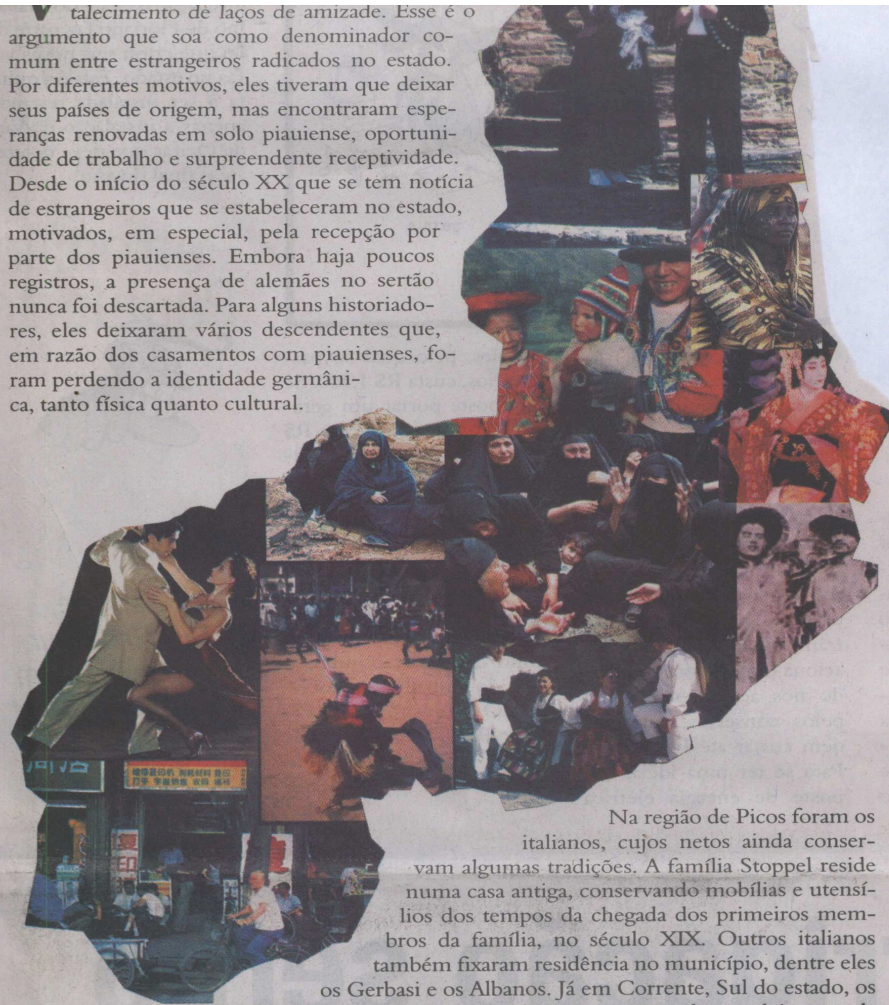 talecimento de laços de amizade. Esse é o
argumento que soa como denominador co-
mum entre estrangeiros radicados no estado.
Por diferentes motivos, eles tiveram que deixar
seus países de origem, mas encontraram espe-
ranças renovadas em solo piauiense, oportuni-
dade de trabalho e surpreendente receptividade.
Desde o início do século XX que se tem notícia
de estrangeiros que se estabeleceram no estado,
motivados, em especial, pela recepção por
parte dos piauienses. Embora haja poucos
registros, a presença de alemães no sertão
nunca foi descartada. Para alguns historiado-
res, eles deixaram vários descendentes que,
em razão dos casamentos com piauienses, fo-
ram perdendo a identidade germâni-
ca, tanto física quanto cultural.
复印
Na região de Picos foram os
italianos, cujos netos ainda conser-
vam algumas tradições. A família Stoppel reside
numa casa antiga, conservando mobílias e utensí-
lios dos tempos da chegada dos primeiros mem-
bros da família, no século XIX. Outros italianos
também fixaram residência no município, dentre eles
os Gerbasi e os Albanos. Já em Corrente, Sul do estado, os